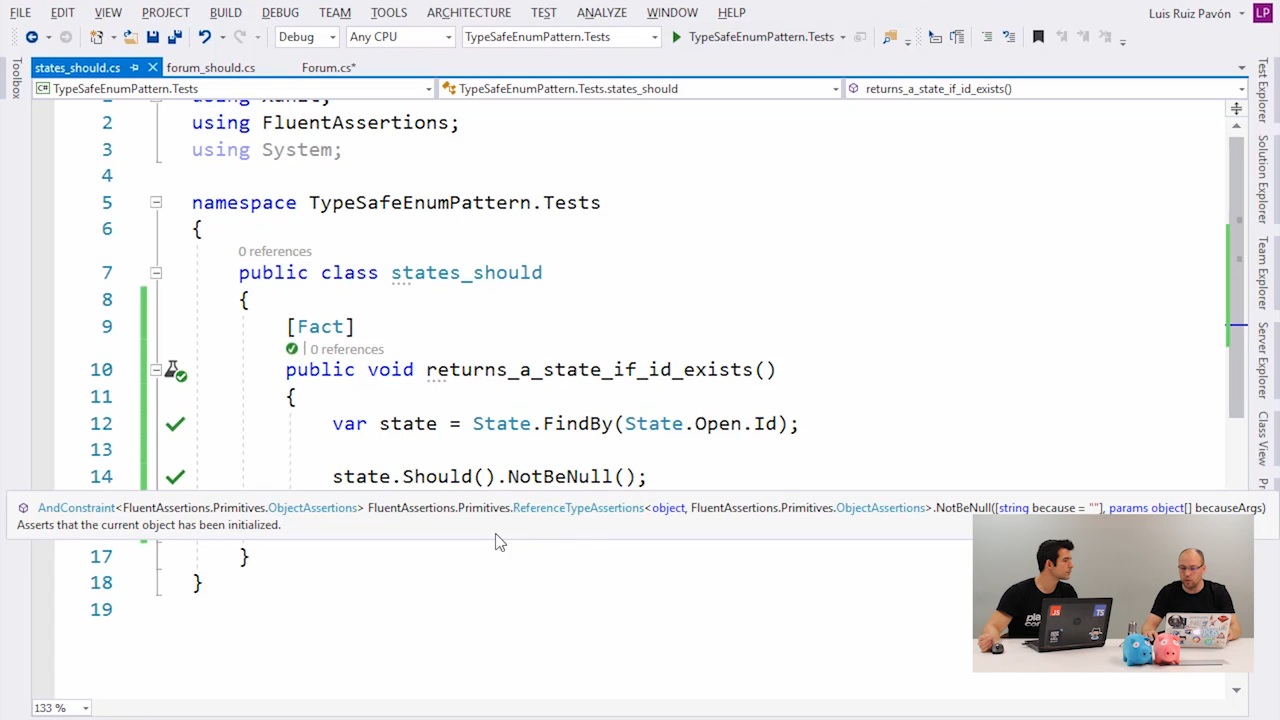 FILE EDIT VIEW PROJECT BUILD DEBUG TEAM TOOLS ARCHITECTURE TEST ANALYZE WINDOW HELP Luis Ruiz Pavón LP
Debug Any CPU TypeSafeEnumPattern.Tests TypeSafeEnumPattern.Tests
states_should.cs forum_should.cs Forum.cs*
TypeSafeEnumPattern.Tests TypeSafeEnumPattern.Tests.states_should returns_a_state_if_id_exists()
Toolbox
2 using FluentAssertions;
3 using System;
4
5 namespace TypeSafeEnumPattern.Tests
6 {
0 references
7 public class states_should
8 {
9 [Fact]
0 references
10 public void returns_a_state_if_id_exists()
11 {
12 var state = State.FindBy(State.Open.Id);
13
14 state.Should().NotBeNull();
AndConstraint<FluentAssertions.Primitives.ObjectAssertions> FluentAssertions.Primitives.ReferenceTypeAssertions<object, FluentAssertions.Primitives.ObjectAssertions>.NotBeNull([string because = ""], params object[] becauseArgs)
Asserts that the current object has been initialized.
17 }
18 }
19
133 %
Test Explorer
Solution Explorer
Team Explorer
Server Explorer
Class View
JS
TS